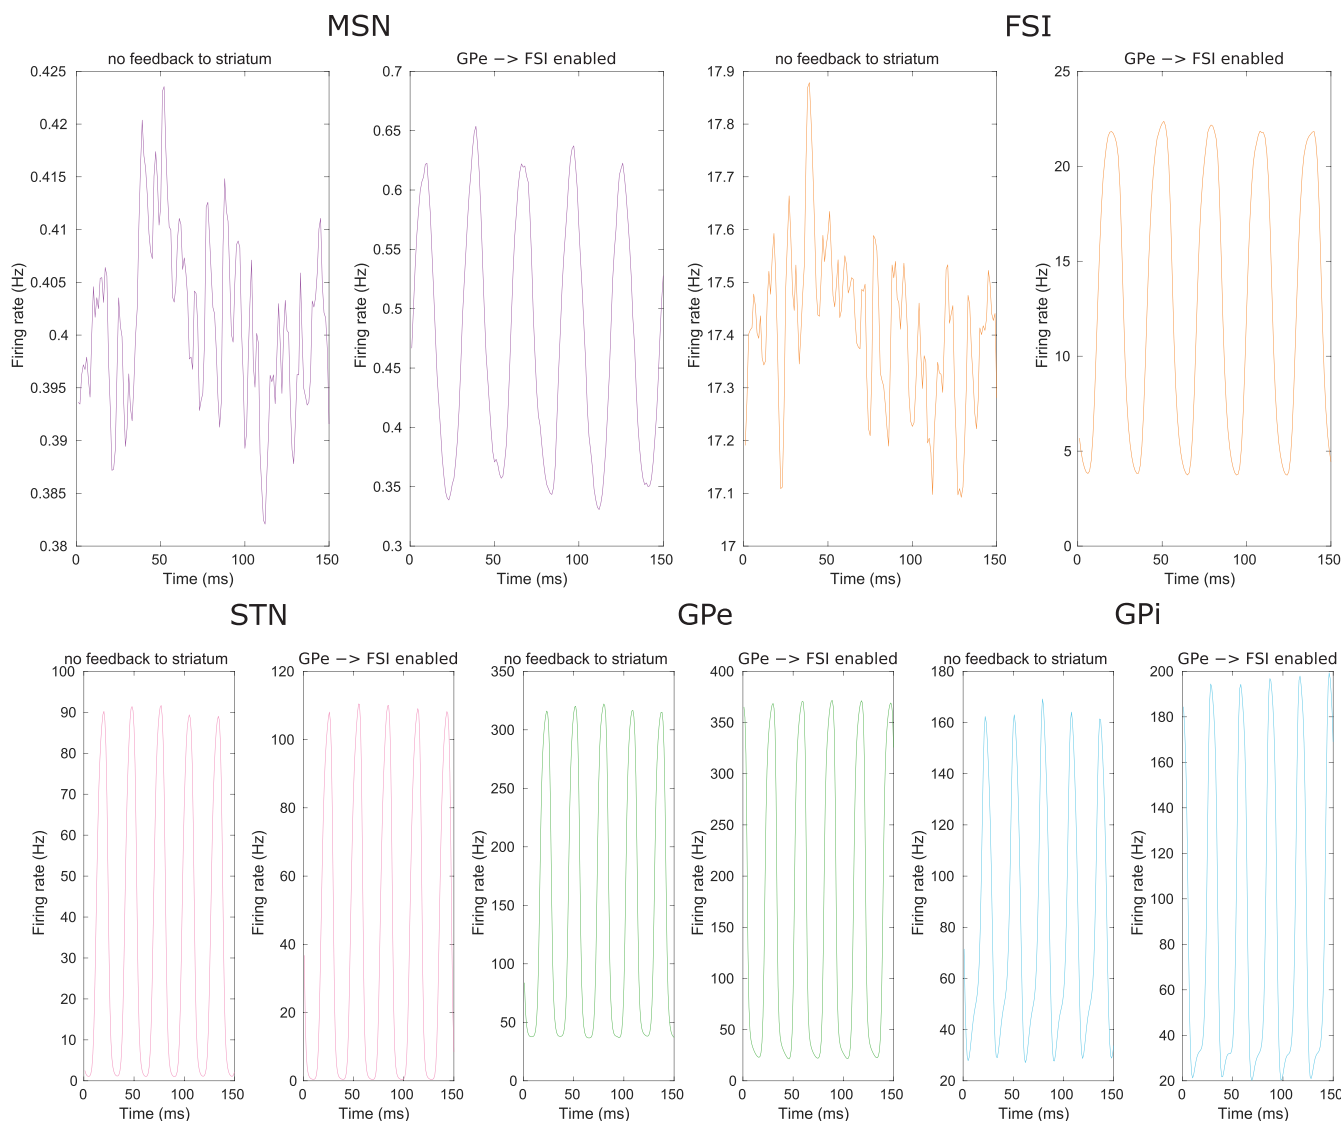 MSN
FSI
no feedback to striatum
GPe −> FSI enabled
no feedback to striatum
GPe −> FSI enabled
Firing rate (Hz)
0.425
0.42
0.415
0.41
0.405
0.4
0.395
0.39
0.385
0.38
0 50 100 150
Time (ms)
Firing rate (Hz)
0.7
0.65
0.6
0.55
0.5
0.45
0.4
0.35
0.3
0 50 100 150
Time (ms)
Firing rate (Hz)
17.9
17.8
17.7
17.6
17.5
17.4
17.3
17.2
17.1
17
0 50 100 150
Time (ms)
Firing rate (Hz)
25
20
15
10
5
0
0 50 100 150
Time (ms)
STN
GPe
GPi
no feedback to striatum
GPe −> FSI enabled
no feedback to striatum
GPe −> FSI enabled
no feedback to striatum
GPe −> FSI enabled
Firing rate (Hz)
100
90
80
70
60
50
40
30
20
10
0
0 50 100 150
Time (ms)
Firing rate (Hz)
120
100
80
60
40
20
0
0 50 100 150
Time (ms)
Firing rate (Hz)
350
300
250
200
150
100
50
0
0 50 100 150
Time (ms)
Firing rate (Hz)
400
350
300
250
200
150
100
50
0
0 50 100 150
Time (ms)
Firing rate (Hz)
180
160
140
120
100
80
60
40
20
0 50 100 150
Time (ms)
Firing rate (Hz)
200
180
160
140
120
100
80
60
40
20
0 50 100 150
Time (ms)